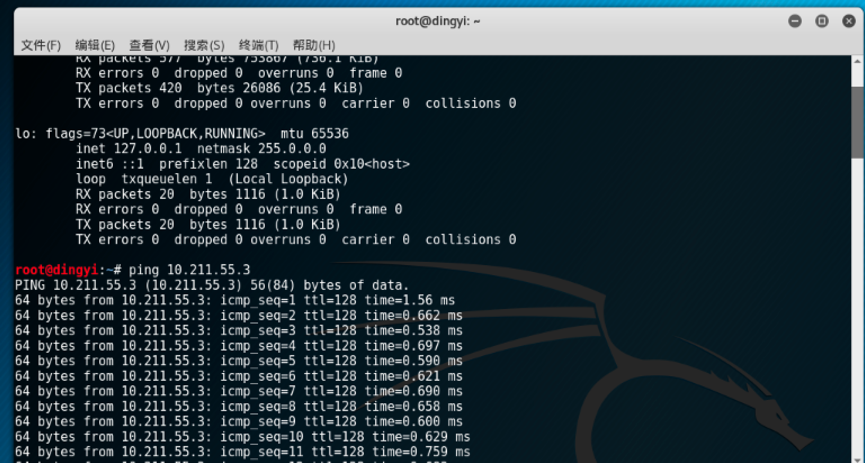 root@dingyi: ~
文件(F) 编辑(E) 查看(V) 搜索(S) 终端(T) 帮助(H)
RX packets 577 bytes 753867 (736.1 KiB)
RX errors 0 dropped 0 overruns 0 frame 0
TX packets 420 bytes 26086 (25.4 KiB)
TX errors 0 dropped 0 overruns 0 carrier 0 collisions 0
lo: flags=73<UP,LOOPBACK,RUNNING> mtu 65536
inet 127.0.0.1 netmask 255.0.0.0
inet6 ::1 prefixlen 128 scopeid 0x10<host>
loop txqueuelen 1 (Local Loopback)
RX packets 20 bytes 1116 (1.0 KiB)
RX errors 0 dropped 0 overruns 0 frame 0
TX packets 20 bytes 1116 (1.0 KiB)
TX errors 0 dropped 0 overruns 0 carrier 0 collisions 0
root@dingyi:~# ping 10.211.55.3
PING 10.211.55.3 (10.211.55.3) 56(84) bytes of data.
64 bytes from 10.211.55.3: icmp_seq=1 ttl=128 time=1.56 ms
64 bytes from 10.211.55.3: icmp_seq=2 ttl=128 time=0.662 ms
64 bytes from 10.211.55.3: icmp_seq=3 ttl=128 time=0.538 ms
64 bytes from 10.211.55.3: icmp_seq=4 ttl=128 time=0.697 ms
64 bytes from 10.211.55.3: icmp_seq=5 ttl=128 time=0.590 ms
64 bytes from 10.211.55.3: icmp_seq=6 ttl=128 time=0.621 ms
64 bytes from 10.211.55.3: icmp_seq=7 ttl=128 time=0.690 ms
64 bytes from 10.211.55.3: icmp_seq=8 ttl=128 time=0.658 ms
64 bytes from 10.211.55.3: icmp_seq=9 ttl=128 time=0.600 ms
64 bytes from 10.211.55.3: icmp_seq=10 ttl=128 time=0.629 ms
64 bytes from 10.211.55.3: icmp_seq=11 ttl=128 time=0.759 ms